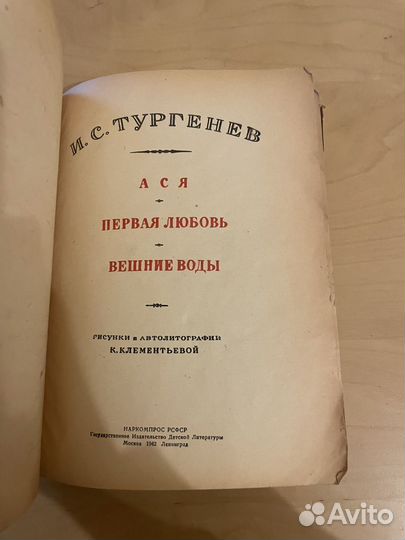 И. С. ТУРГЕНЕВ
АСЯ
ПЕРВАЯ ЛЮБОВЬ
ВЕШНИЕ ВОДЫ
РИСУНКИ и АВТОЛИТОГРАФИИ
К. КЛЕМЕНТЬЕВОЙ
НАРКОМПРОС РСФСР
Государственное Издательство Детской Литературы
Москва 1942 Ленинград
Avito